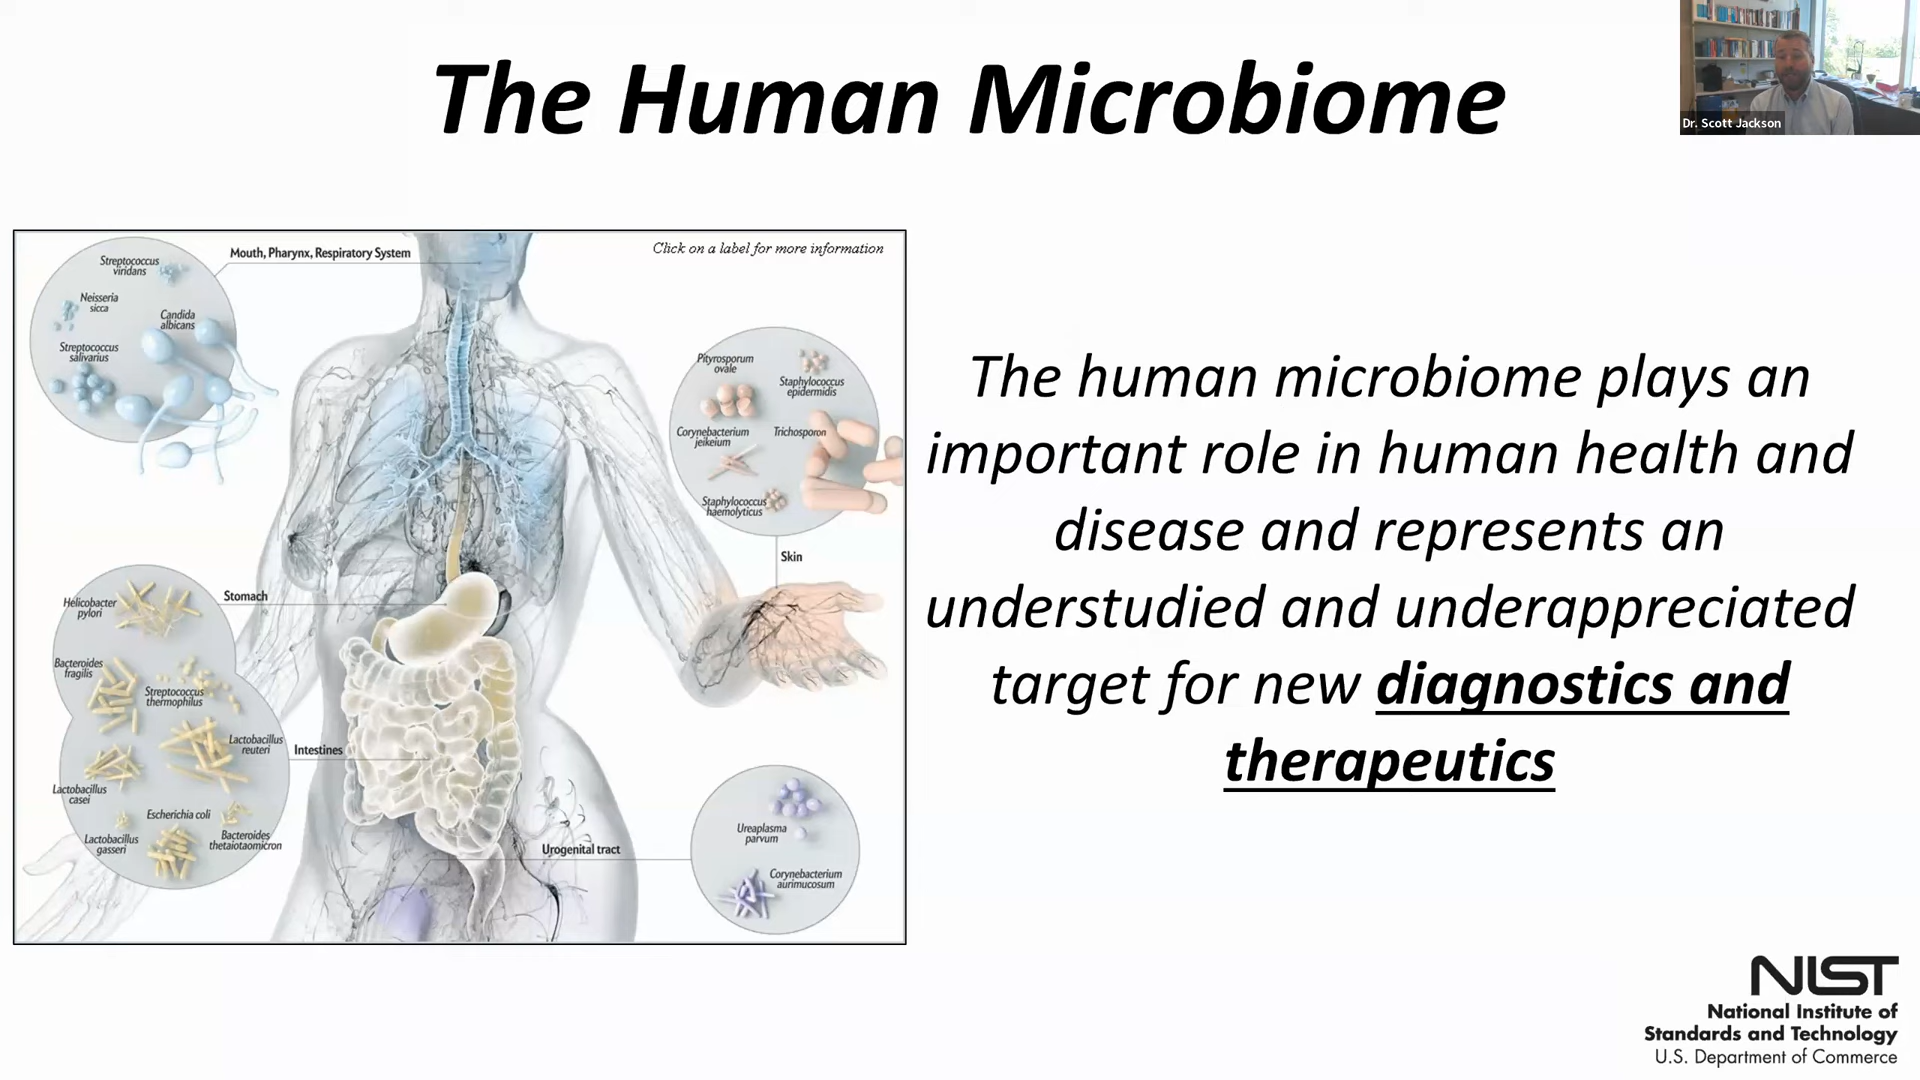 The Human Microbiome
Dr. Scott Jackson
Click on a label for more information
Mouth, Pharynx, Respiratory System
Streptococcus
viridans
Neisseria
sicca
Candida
albicans
Streptococcus
salivarius
Pityrosporum
ovale
Staphylococcus
epidermidis
Corynebacterium
jeikeium
Trichosporon
Staphylococcus
haemolyticus
Skin
Stomach
Helicobacter
pylori
Bacteroides
fragilis
Streptococcus
thermophilus
Lactobacillus
reuteri
Intestines
Lactobacillus
casei
Escherichia coli
Lactobacillus
gasseri
Bacteroides
thetaiotaomicron
Urogenital tract
Ureaplasma
parvum
Corynebacterium
aurimucosum
The human microbiome plays an
important role in human health and
disease and represents an
understudied and underappreciated
target for new diagnostics and
therapeutics
NIST
National Institute of
Standards and Technology
U.S. Department of Commerce